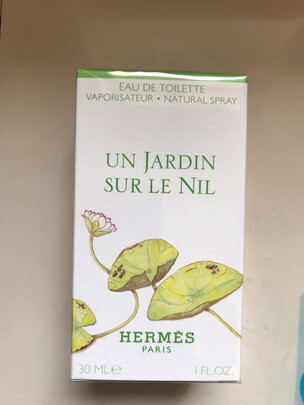 EAU DE TOILETTE
VAPORISATEUR • NATURAL SPRAY
UN JARDIN
SUR LE NIL
HERMÈS
PARIS
30 ML℮ 1 FL.OZ.